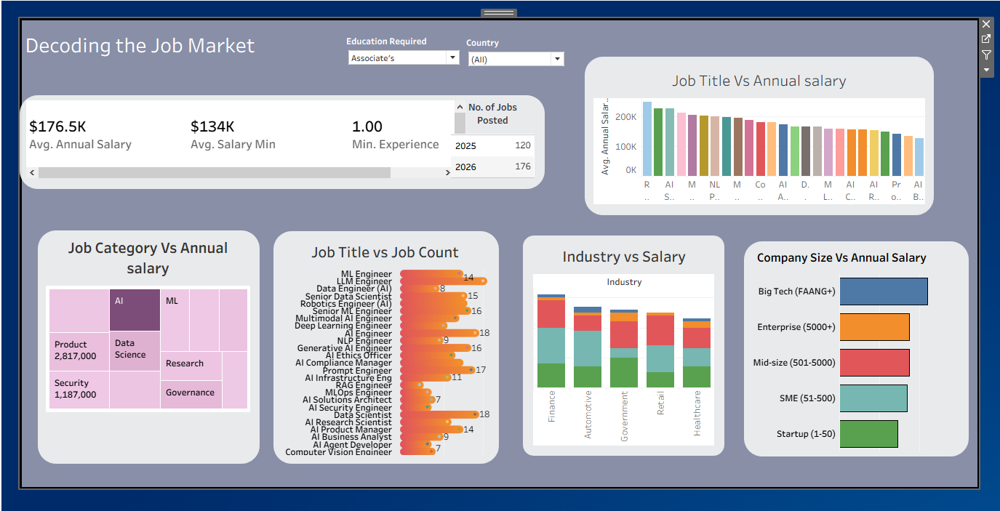 Decoding the Job Market
Education Required
Associate's
Country
(All)
$176.5K
Avg. Annual Salary
$134K
Avg. Salary Min
1.00
Min. Experience
No. of Jobs
Posted
2025 120
2026 176
Job Title Vs Annual salary
Avg. Annual Salar..
200K
100K
0K
R
..
AI
S..
M
..
NL
P..
M
..
Co
..
AI
A..
D.
.
M
L..
AI
C..
AI
R..
Pr
o..
AI
B..
Job Category Vs Annual
salary
AI
ML
Product
2,817,000
Data
Science
Security
1,187,000
Research
Governance
Job Title vs Job Count
ML Engineer
14
LLM Engineer
Data Engineer (AI) 8
Senior Data Scientist 15
Robotics Engineer (AI)
Senior ML Engineer 16
Multimodal AI Engineer
Deep Learning Engineer
AI Engineer 18
NLP Engineer 9
Generative AI Engineer 16
AI Ethics Officer
AI Compliance Manager
Prompt Engineer 17
AI Infrastructure Eng 11
RAG Engineer
MLOps Engineer
AI Solutions Architect 7
AI Security Engineer
Data Scientist 18
AI Research Scientist
AI Product Manager 14
AI Business Analyst 9
AI Agent Developer
Computer Vision Engineer 7
Industry vs Salary
Industry
Finance
Automotive
Government
Retail
Healthcare
Company Size Vs Annual Salary
Big Tech (FAANG+)
Enterprise (5000+)
Mid-size (501-5000)
SME (51-500)
Startup (1-50)